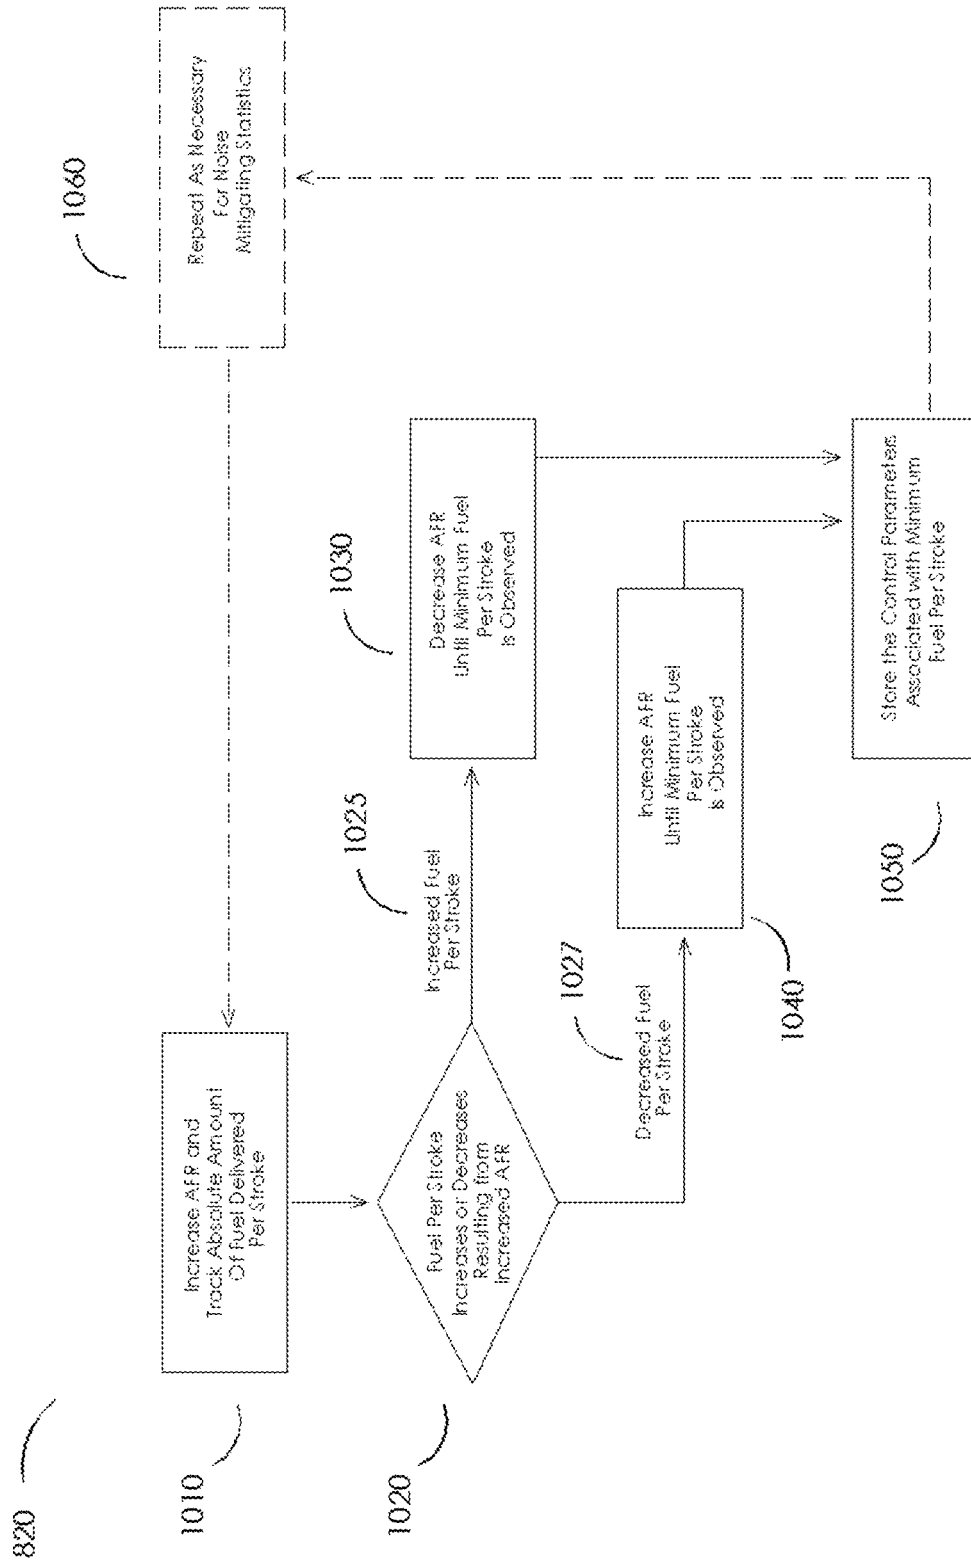 820
1010
Increase AFR and
Track Absolute Amount
Of Fuel Delivered
Per Stroke
1060
Repeat As Necessary
For Noise
Mitigating Statistics
1020
Fuel Per Stroke
Increases or Decreases
Resulting from
Increased AFR
1025
Increased Fuel
Per Stroke
1030
Decrease AFR
Until Minimum Fuel
Per Stroke
Is Observed
1027
Decreased Fuel
Per Stroke
1040
Increase AFR
Until Minimum Fuel
Per Stroke
Is Observed
1050
Store the Control Parameters
Associated with Minimum
Fuel Per Stroke